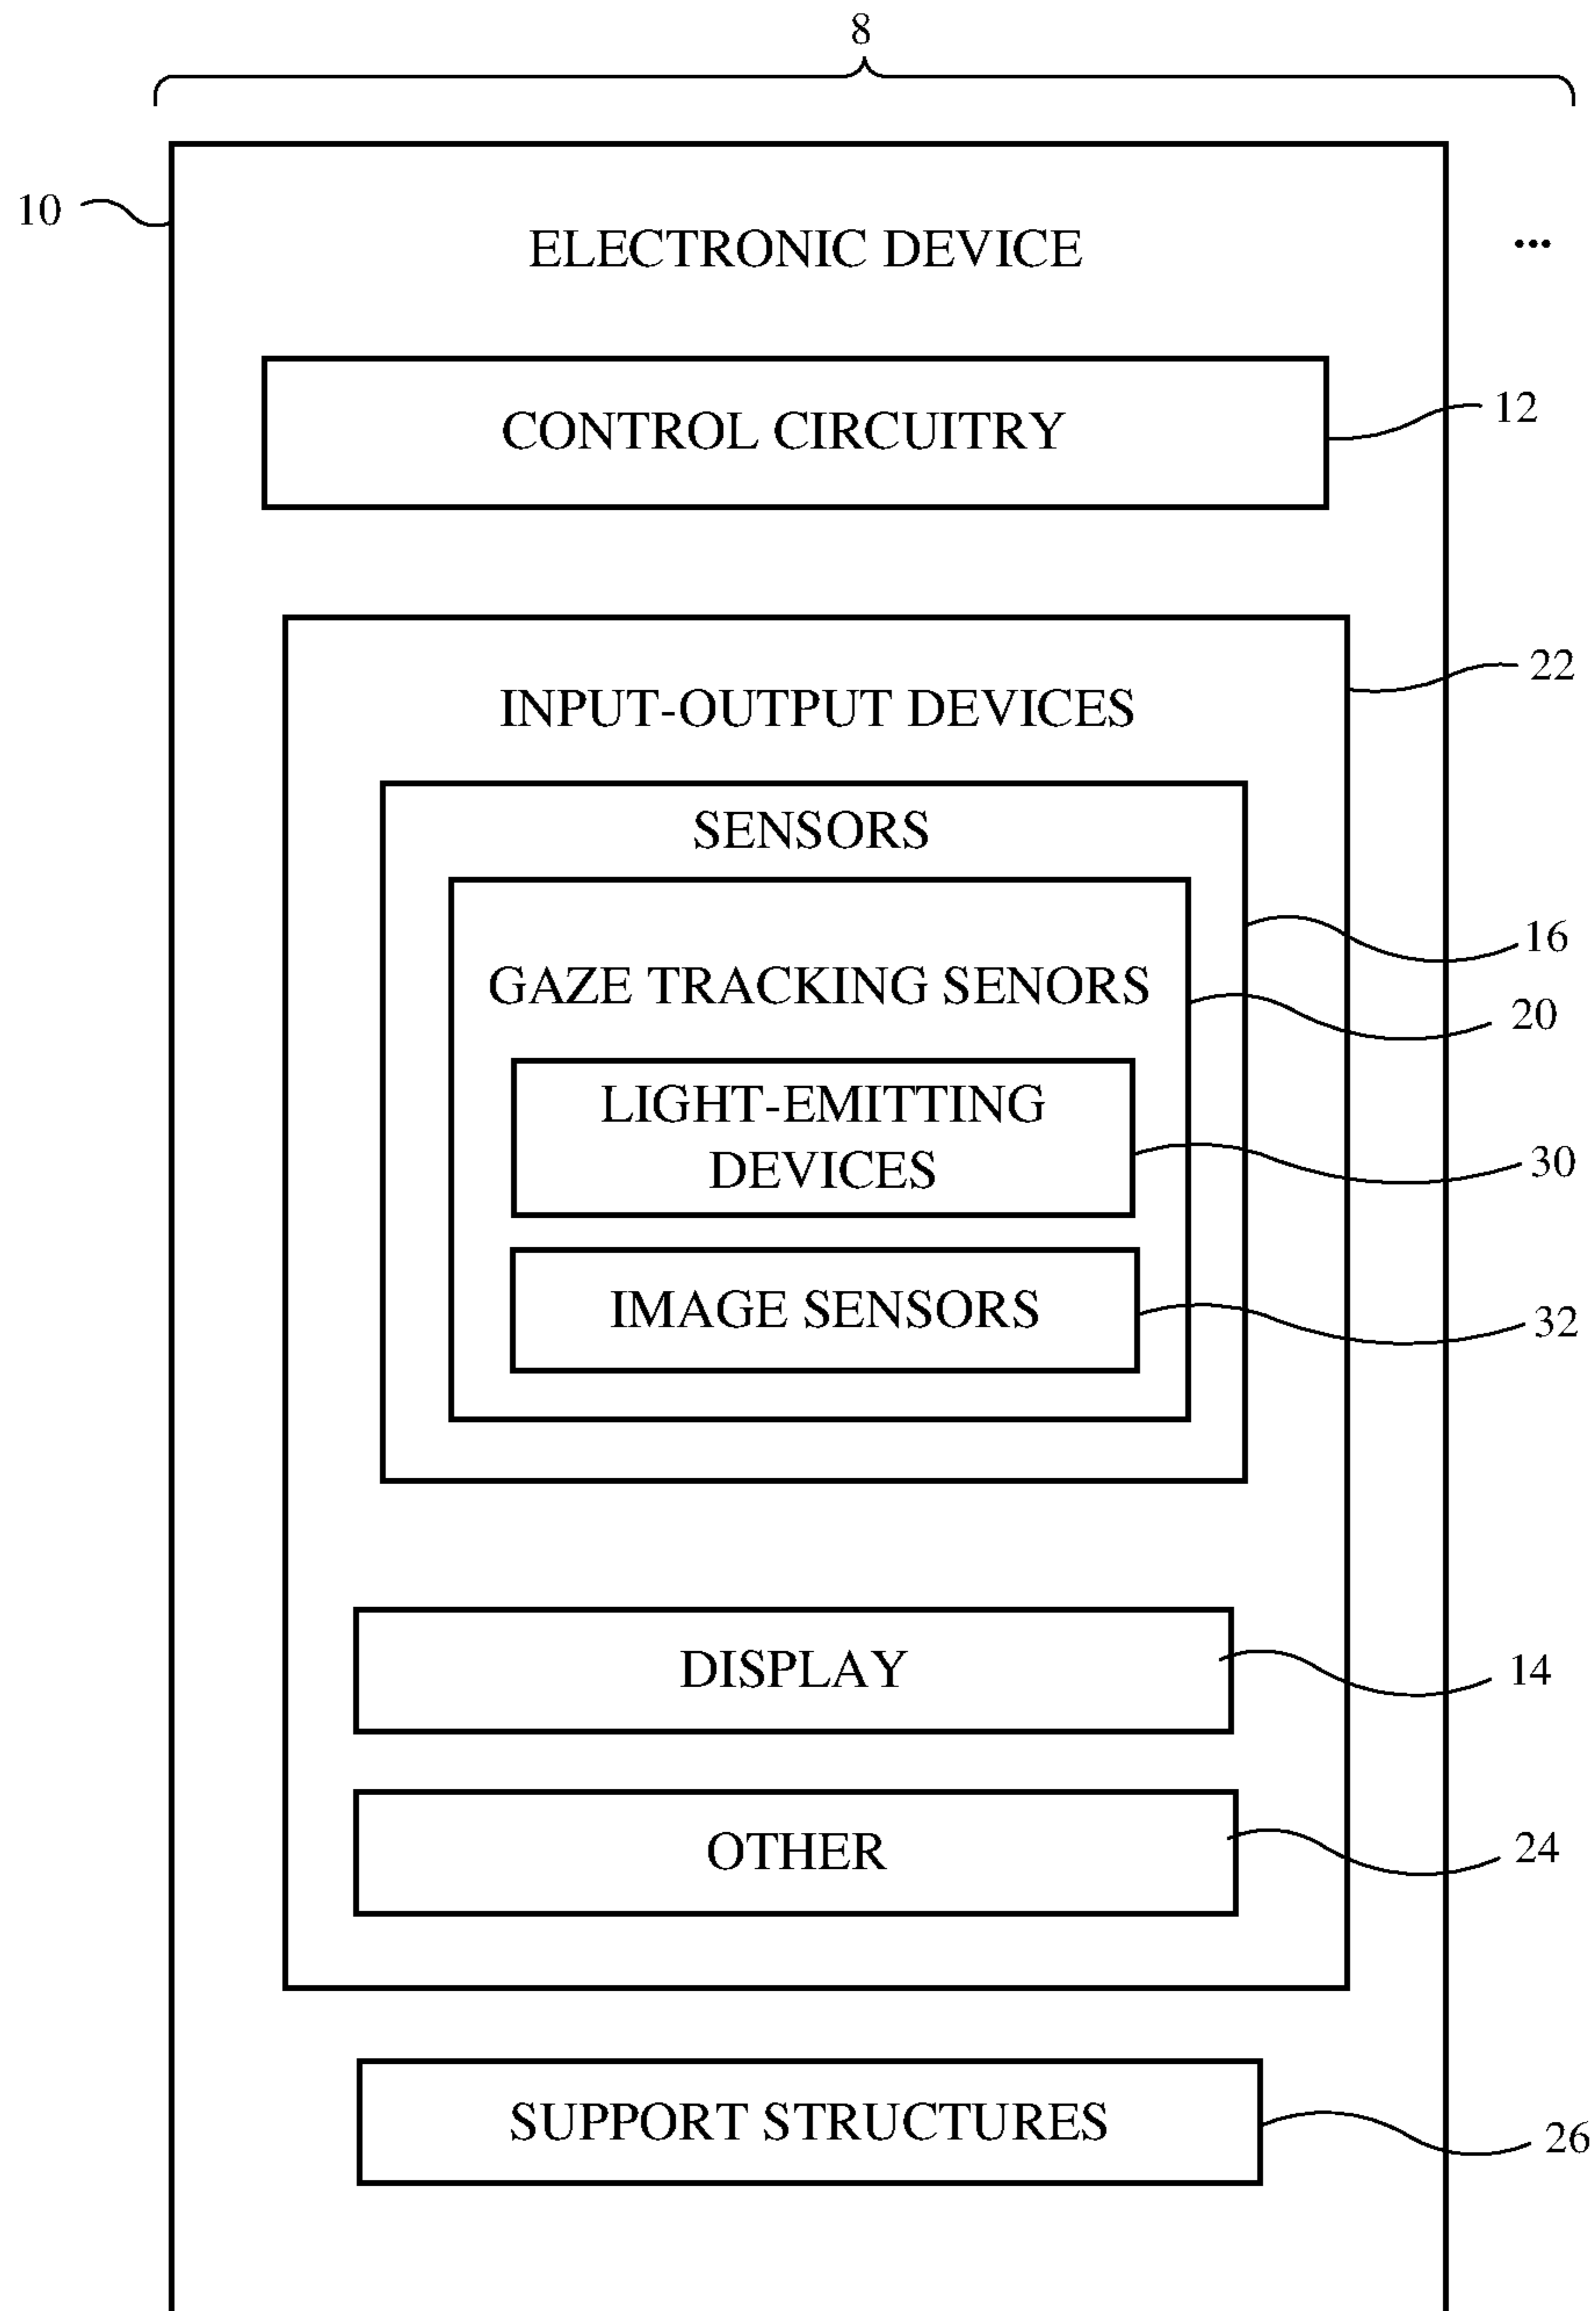 8
10
ELECTRONIC DEVICE
...
CONTROL CIRCUITRY
12
INPUT-OUTPUT DEVICES
22
SENSORS
16
GAZE TRACKING SENORS
20
LIGHT-EMITTING
DEVICES
30
IMAGE SENSORS
32
DISPLAY
14
OTHER
24
SUPPORT STRUCTURES
26